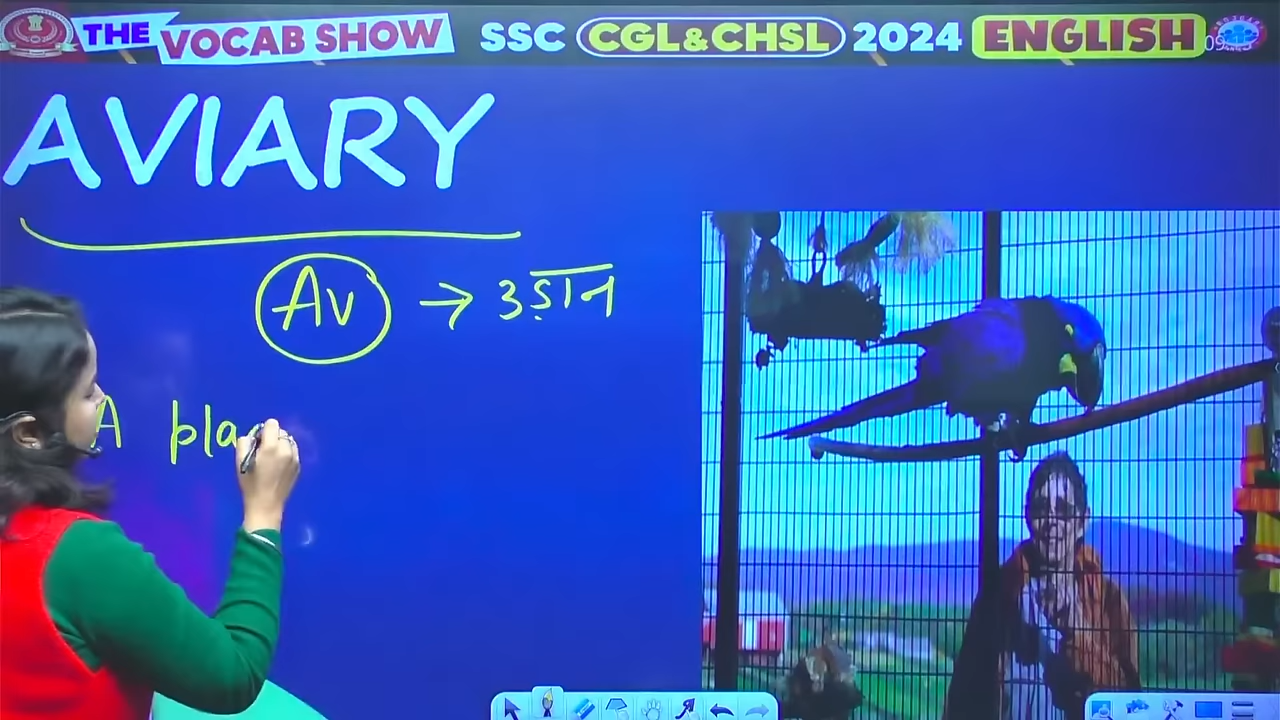 THE VOCAB SHOW SSC CGL & CHSL 2024 ENGLISH
AVIARY
Av → उड़ान
A pla